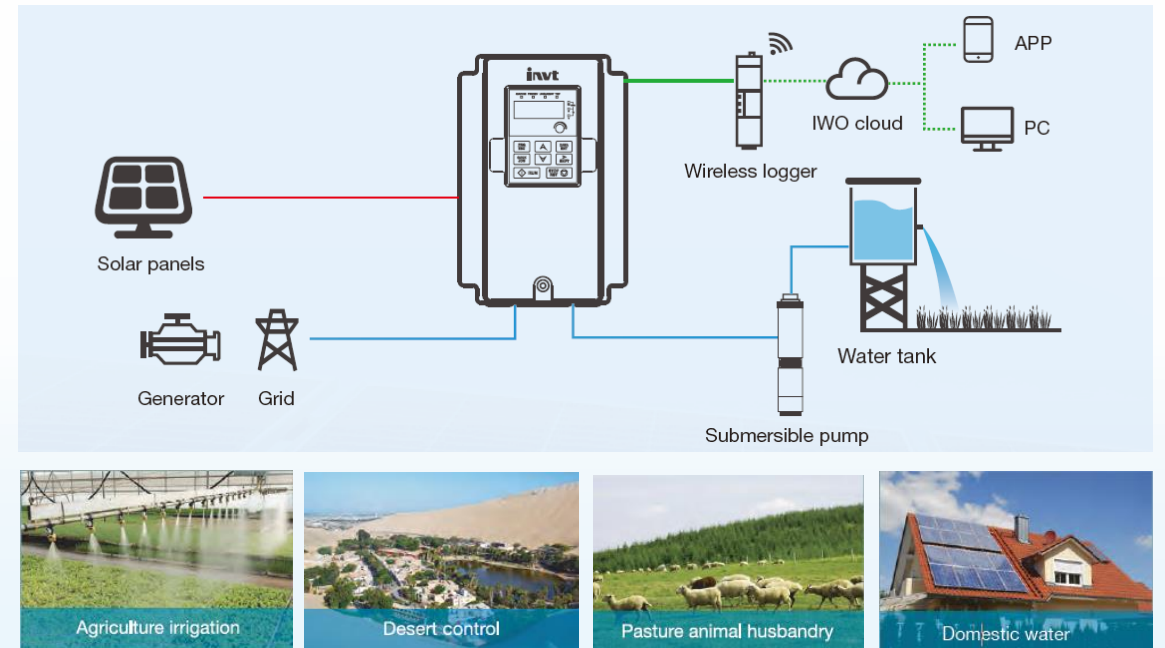 invt
APP
IWO cloud
PC
Wireless logger
Solar panels
Generator
Grid
Water tank
Submersible pump
Agriculture irrigation
Desert control
Pasture animal husbandry
Domestic water